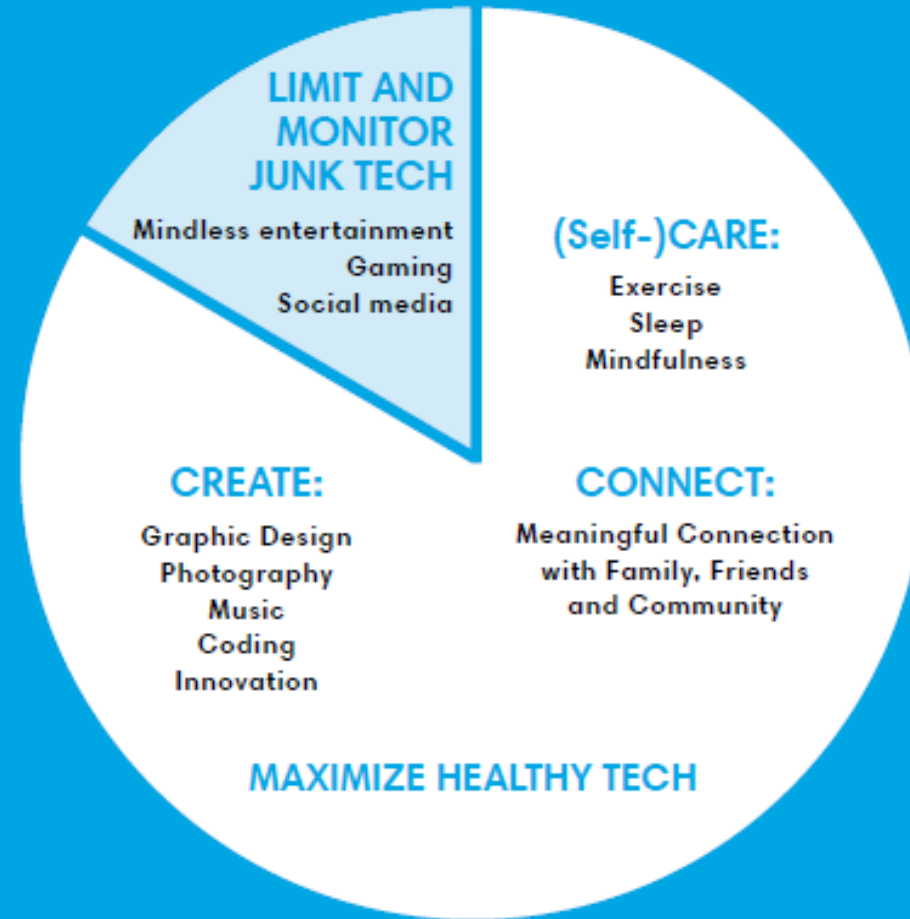 LIMIT AND
MONITOR
JUNK TECH
Mindless entertainment
Gaming
Social media
(Self-)CARE:
Exercise
Sleep
Mindfulness
CREATE:
Graphic Design
Photography
Music
Coding
Innovation
CONNECT:
Meaningful Connection
with Family, Friends
and Community
MAXIMIZE HEALTHY TECH